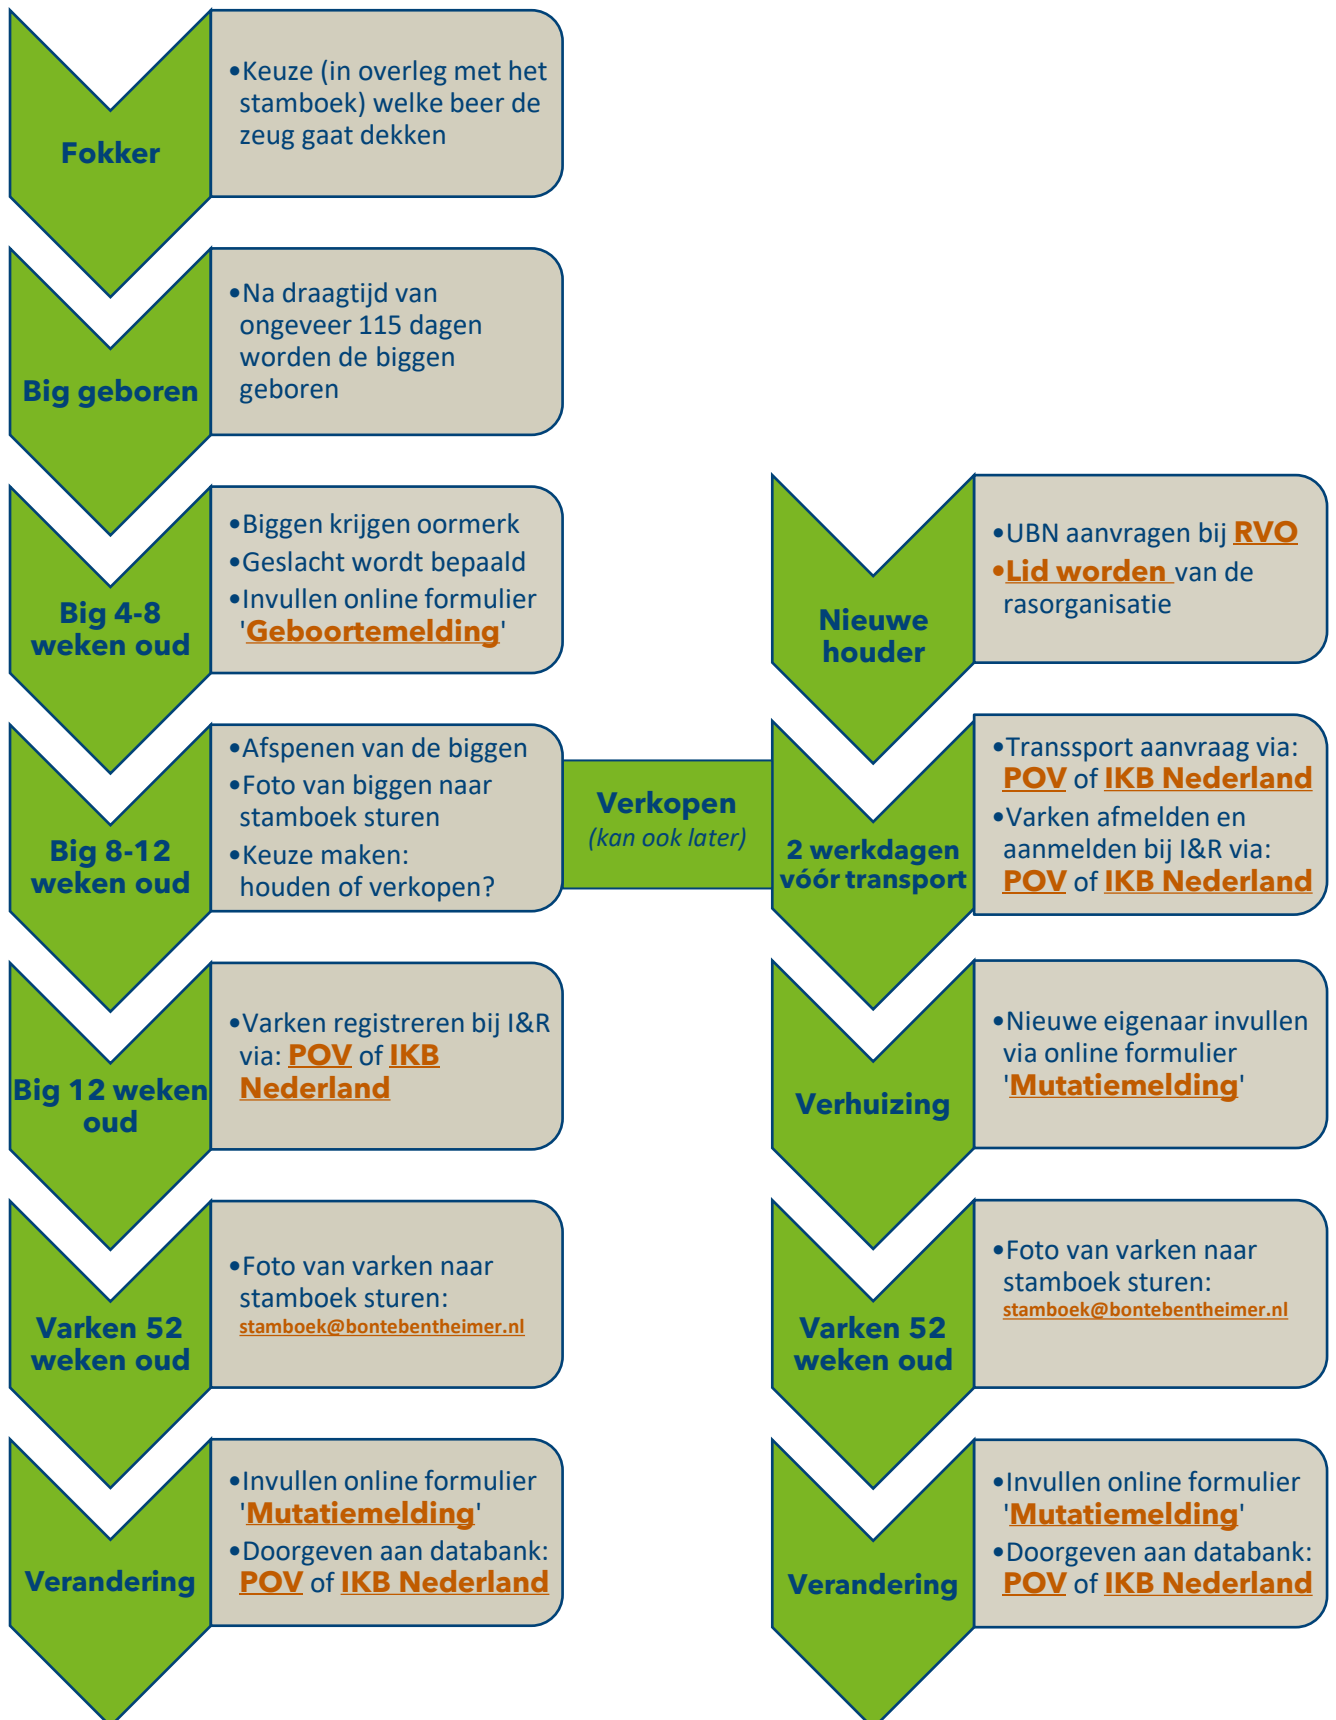 Fokker
•Keuze (in overleg met het
stamboek) welke beer de
zeug gaat dekken
Big geboren
•Na draagtijd van
ongeveer 115 dagen
worden de biggen
geboren
Big 4-8
weken oud
•Biggen krijgen oormerk
•Geslacht wordt bepaald
•Invullen online formulier
'Geboortemelding'
Big 8-12
weken oud
•Afspenen van de biggen
•Foto van biggen naar
stamboek sturen
•Keuze maken:
houden of verkopen?
Verkopen
(kan ook later)
Big 12 weken
oud
•Varken registreren bij I&R
via: POV of IKB
Nederland
Varken 52
weken oud
•Foto van varken naar
stamboek sturen:
stamboek@bontebentheimer.nl
Verandering
•Invullen online formulier
'Mutatiemelding'
•Doorgeven aan databank:
POV of IKB Nederland
Nieuwe
houder
•UBN aanvragen bij RVO
•Lid worden van de
rasorganisatie
2 werkdagen
vóór transport
•Transsport aanvraag via:
POV of IKB Nederland
•Varken afmelden en
aanmelden bij I&R via:
POV of IKB Nederland
Verhuizing
•Nieuwe eigenaar invullen
via online formulier
'Mutatiemelding'
Varken 52
weken oud
•Foto van varken naar
stamboek sturen:
stamboek@bontebentheimer.nl
Verandering
•Invullen online formulier
'Mutatiemelding'
•Doorgeven aan databank:
POV of IKB Nederland